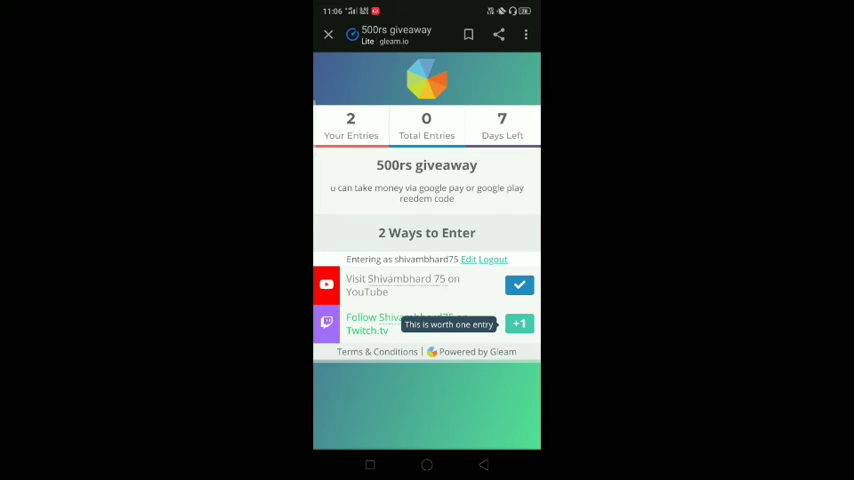 11:06
500rs giveaway
Lite gleam.io
2 0 7
Your Entries Total Entries Days Left
500rs giveaway
u can take money via google pay or google play
reedem code
2 Ways to Enter
Entering as shivambhard75 Edit Logout
Visit Shivambhard 75 on
YouTube
Follow
Twitch.tv
This is worth one entry
+1
Terms & Conditions | Powered by Gleam